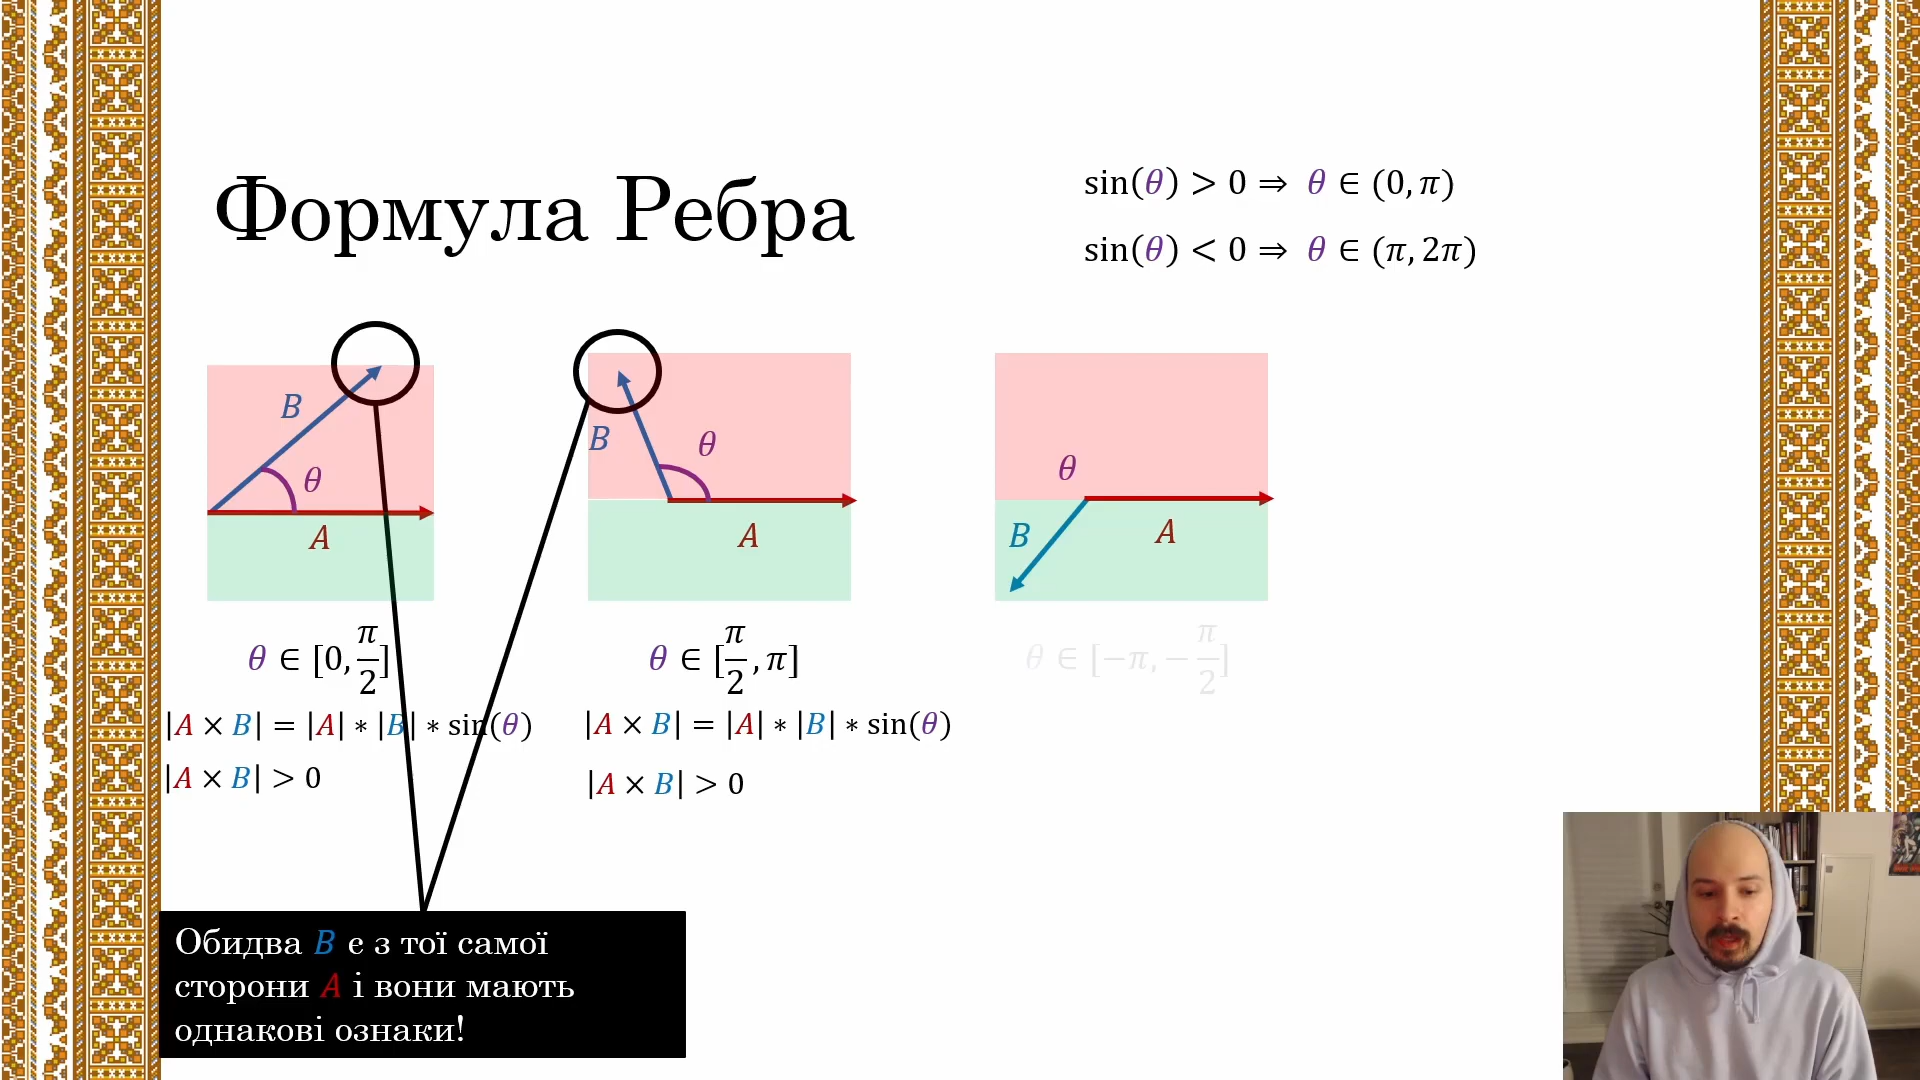 Формула Ребра
sin(θ) > 0 ⇒ θ ∈ (0, π)
sin(θ) < 0 ⇒ θ ∈ (π, 2π)
B
θ
A
B
θ
A
θ
B
A
θ ∈ [0, π/2]
θ ∈ [π/2, π]
θ ∈ [−π, − π/2]
|A × B| = |A| ∗ |B| ∗ sin(θ)
|A × B| = |A| ∗ |B| ∗ sin(θ)
|A × B| > 0
|A × B| > 0
Обидва B є з тої самої
сторони A і вони мають
однакові ознаки!